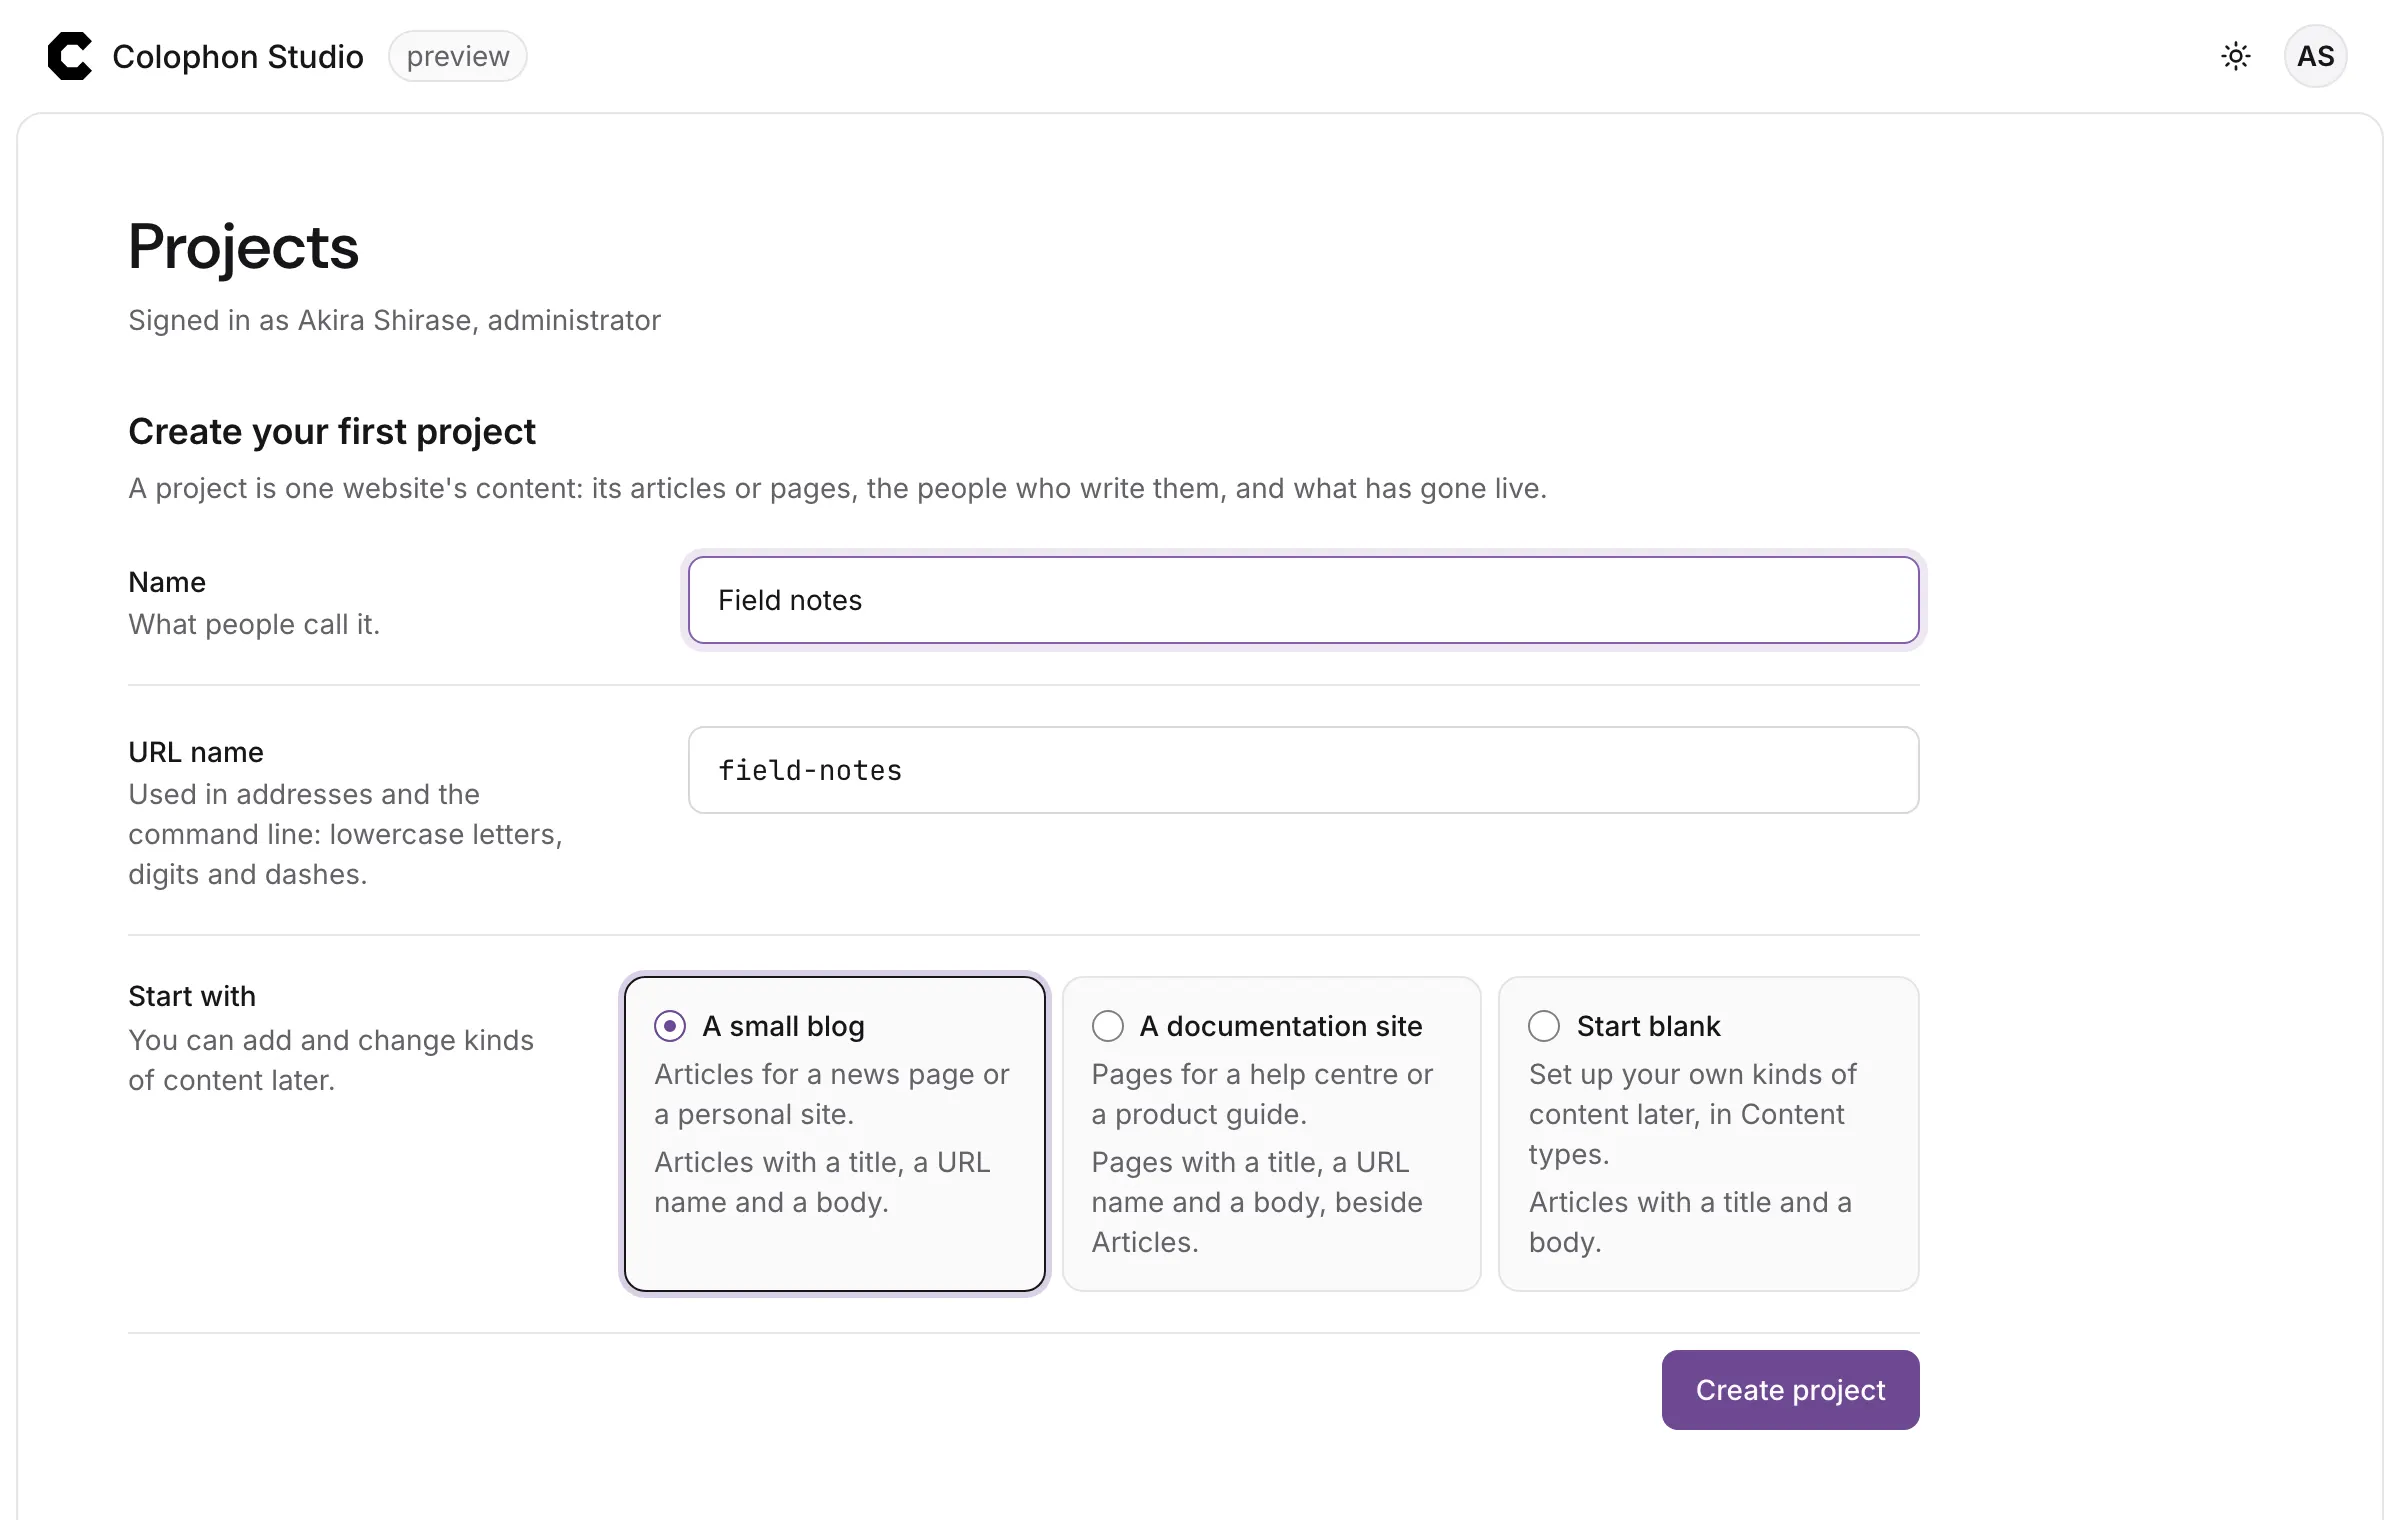 Colophon Studio
preview
AS
Projects
Signed in as Akira Shirase, administrator
Create your first project
A project is one website's content: its articles or pages, the people who write them, and what has gone live.
Name
What people call it.
Field notes
URL name
Used in addresses and the
command line: lowercase letters,
digits and dashes.
field-notes
Start with
You can add and change kinds
of content later.
A small blog
Articles for a news page or
a personal site.
Articles with a title, a URL
name and a body.
A documentation site
Pages for a help centre or
a product guide.
Pages with a title, a URL
name and a body, beside
Articles.
Start blank
Set up your own kinds of
content later, in Content
types.
Articles with a title and a
body.
Create project